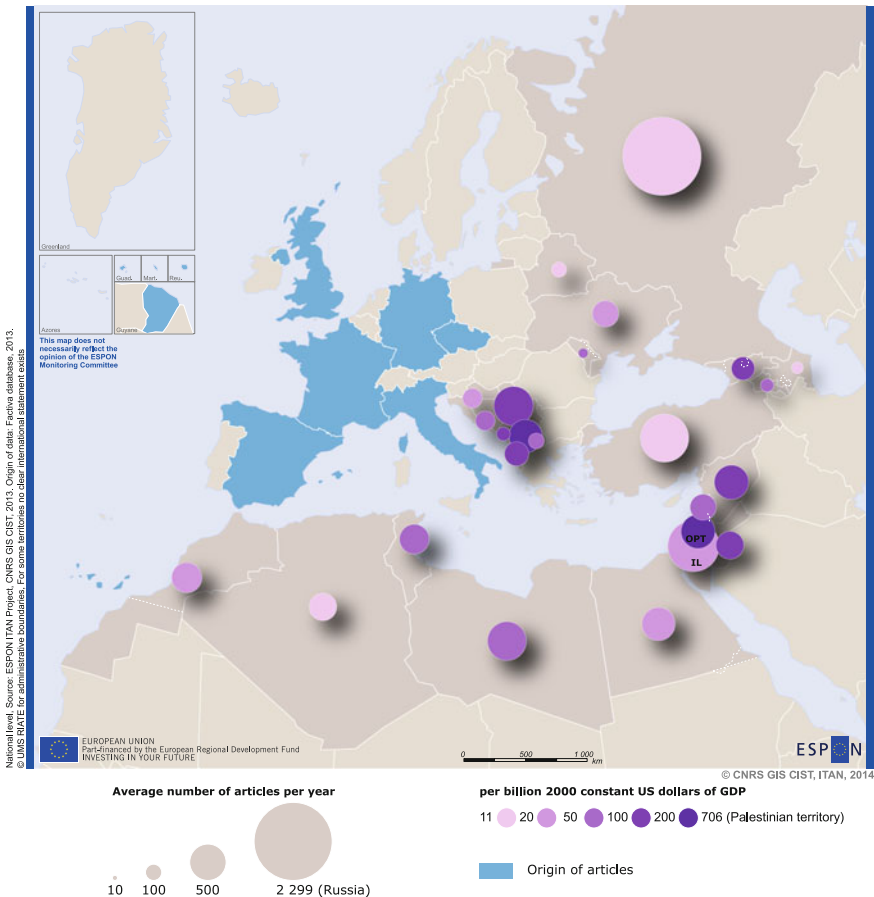 Greenland
Azores
Guad.
Mart.
Reu.
Guyane
This map does not
necessarily reflect the
opinion of the ESPON
Monitoring Committee
National level, Source: ESPON ITAN Project, CNRS GIS CIST, 2013. Origin of data: Factiva database, 2013.
© UMS RIATE for administrative boundaries. For some territories no clear international statement exists
OPT
IL
EUROPEAN UNION
Part-financed by the European Regional Development Fund
INVESTING IN YOUR FUTURE
0 500 1 000
km
ESPON
© CNRS GIS CIST, ITAN, 2014
Average number of articles per year
10 100 500 2 299 (Russia)
per billion 2000 constant US dollars of GDP
11 20 50 100 200 706 (Palestinian territory)
Origin of articles